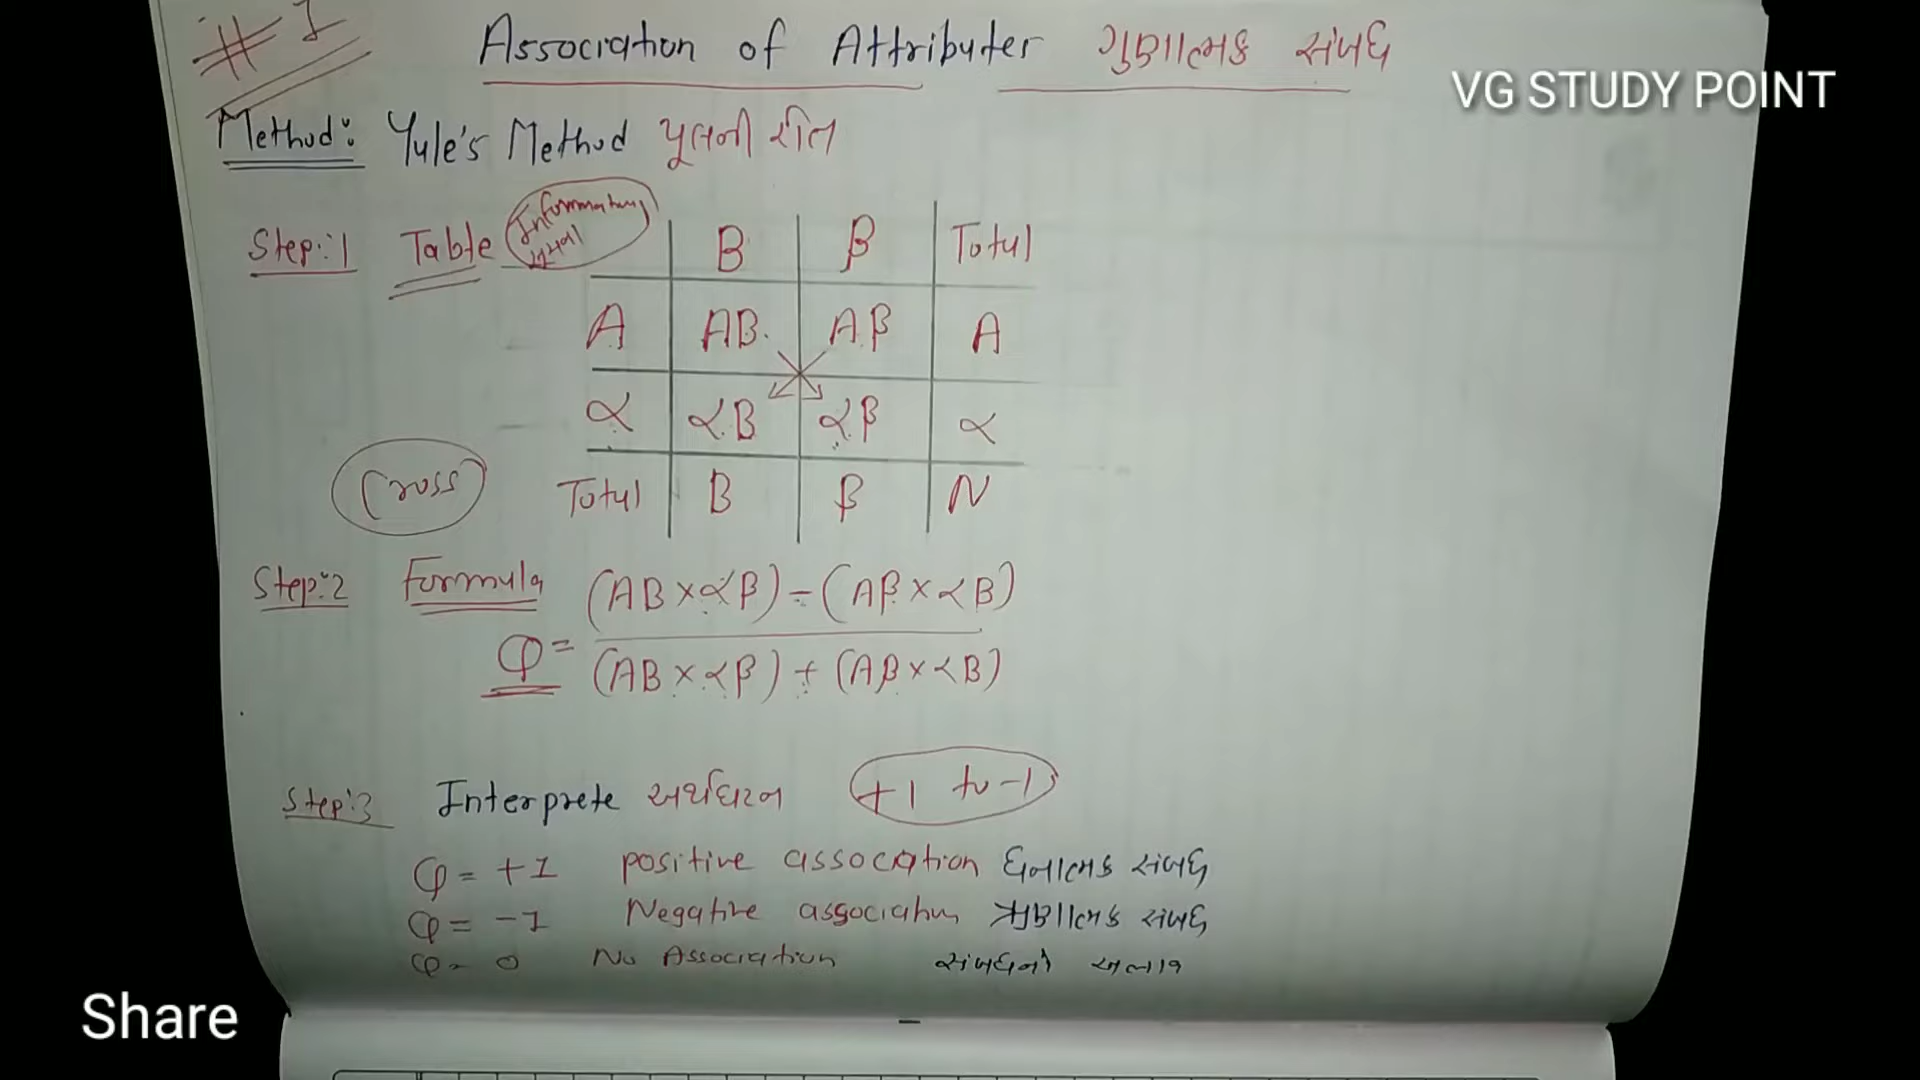 # I
Association of Attributes ગુણાત્મક સંબંધ
VG STUDY POINT
Method: Yule's Method યુલની રીત
Step:1 Table Information
B β Total
A AB Aβ A
α αB αβ α
Total B β N
Cross
Step:2 Formula (AB × αβ) - (Aβ × αB)
Q =
(AB × αβ) + (Aβ × αB)
Step:3 Interprete અર્થઘટન +1 to -1
Q = +1 positive association ધનાત્મક સંબંધ
Q = -1 Negative association ઋણાત્મક સંબંધ
Q = 0 No Association સંબંધનો અભાવ
Share